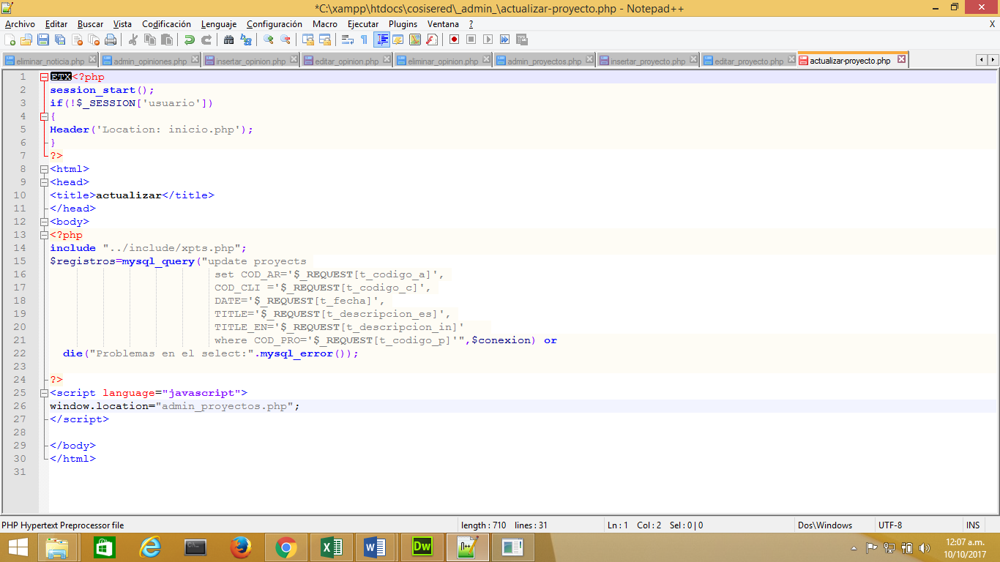 *C:\xampp\htdocs\cosisered\_admin_\actualizar-proyecto.php - Notepad++
Archivo Editar Buscar Vista Codificación Lenguaje Configuración Macro Ejecutar Plugins Ventana ? X
eliminar_noticia.php admin_opiniones.php insertar_opinion.php editar_opinion.php eliminar_opinion.php admin_proyectos.php insertar_proyecto.php editar_proyecto.php actualizar-proyecto.php
1 ETX<?php
2 session_start();
3 if(!$_SESSION['usuario'])
4 {
5 Header('Location: inicio.php');
6 }
7 ?>
8 <html>
9 <head>
10 <title>actualizar</title>
11 </head>
12 <body>
13 <?php
14 include "../include/xpts.php";
15 $registros=mysql_query("update proyects
16 set COD_AR='$_REQUEST[t_codigo_a]',
17 COD_CLI ='$_REQUEST[t_codigo_c]',
18 DATE='$_REQUEST[t_fecha]',
19 TITLE='$_REQUEST[t_descripcion_es]',
20 TITLE_EN='$_REQUEST[t_descripcion_in]'
21 where COD_PRO='$_REQUEST[t_codigo_p]'",$conexion) or
22 die("Problemas en el select:".mysql_error());
23
24 ?>
25 <script language="javascript">
26 window.location="admin_proyectos.php";
27 </script>
28
29 </body>
30 </html>
31
PHP Hypertext Preprocessor file length : 710 lines : 31 Ln : 1 Col : 2 Sel : 0 | 0 Dos\Windows UTF-8 INS
12:07 a.m.
10/10/2017